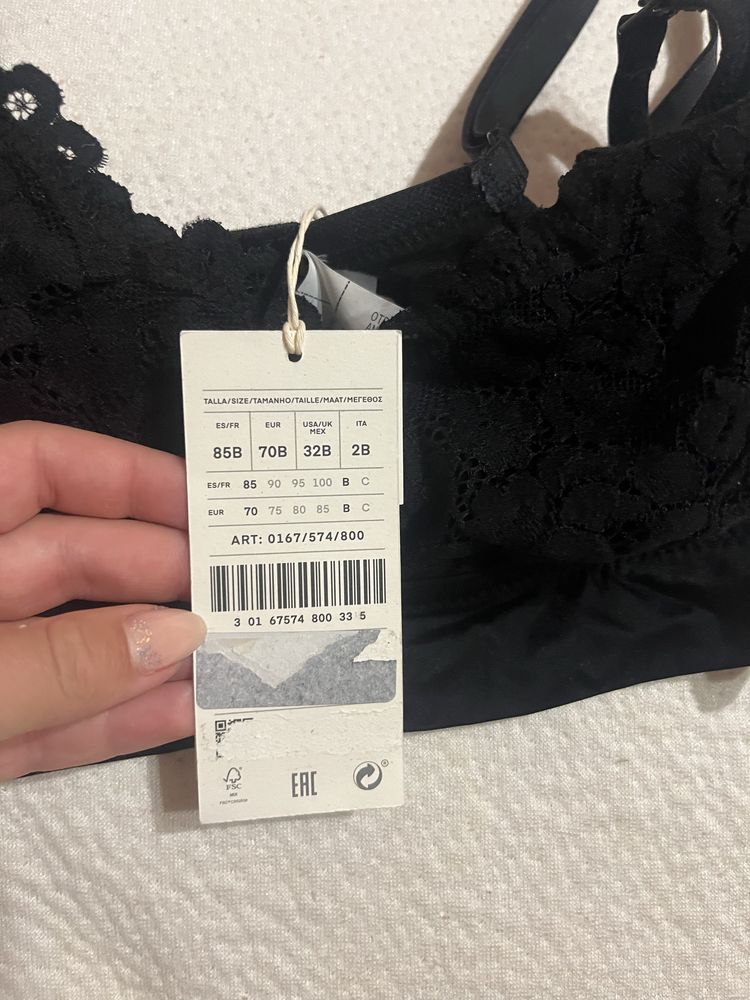 TALLA/SIZE/TAMANHO/TAILLE/MAAT/ΜΕΓΕΘΟΣ
ES/FR EUR USA/UK MEX ITA
85B 70B 32B 2B
ES/FR 85 90 95 100 B C
EUR 70 75 80 85 B C
ART: 0167/574/800
3 01 67574 800 33 5
FSC
MIX
EAC